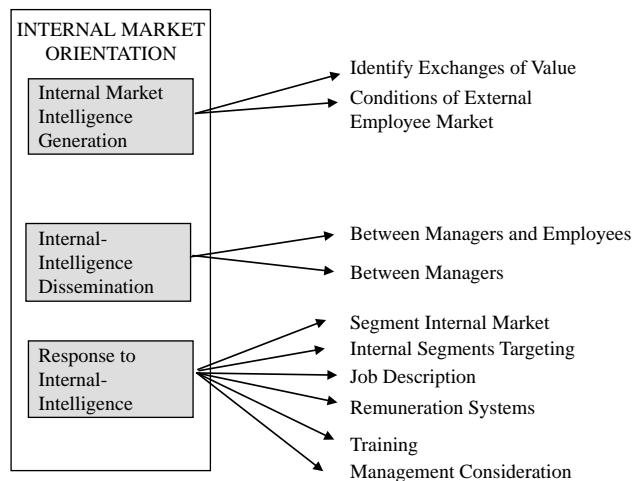 INTERNAL MARKET
ORIENTATION
Internal Market
Intelligence
Generation
Identify Exchanges of Value
Conditions of External
Employee Market
Internal-
Intelligence
Dissemination
Between Managers and Employees
Between Managers
Response to
Internal-
Intelligence
Segment Internal Market
Internal Segments Targeting
Job Description
Remuneration Systems
Training
Management Consideration